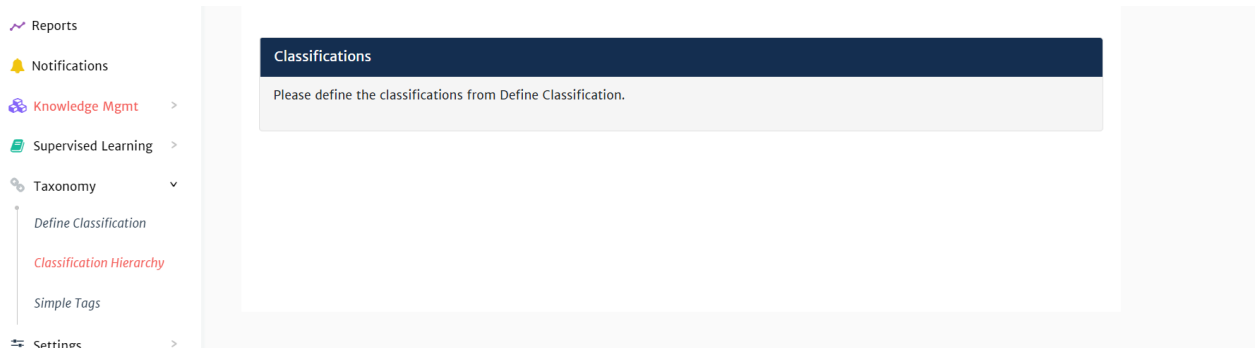 Reports
Notifications
Knowledge Mgmt
Supervised Learning
Taxonomy
Define Classification
Classification Hierarchy
Simple Tags
Settings
Classifications
Please define the classifications from Define Classification.